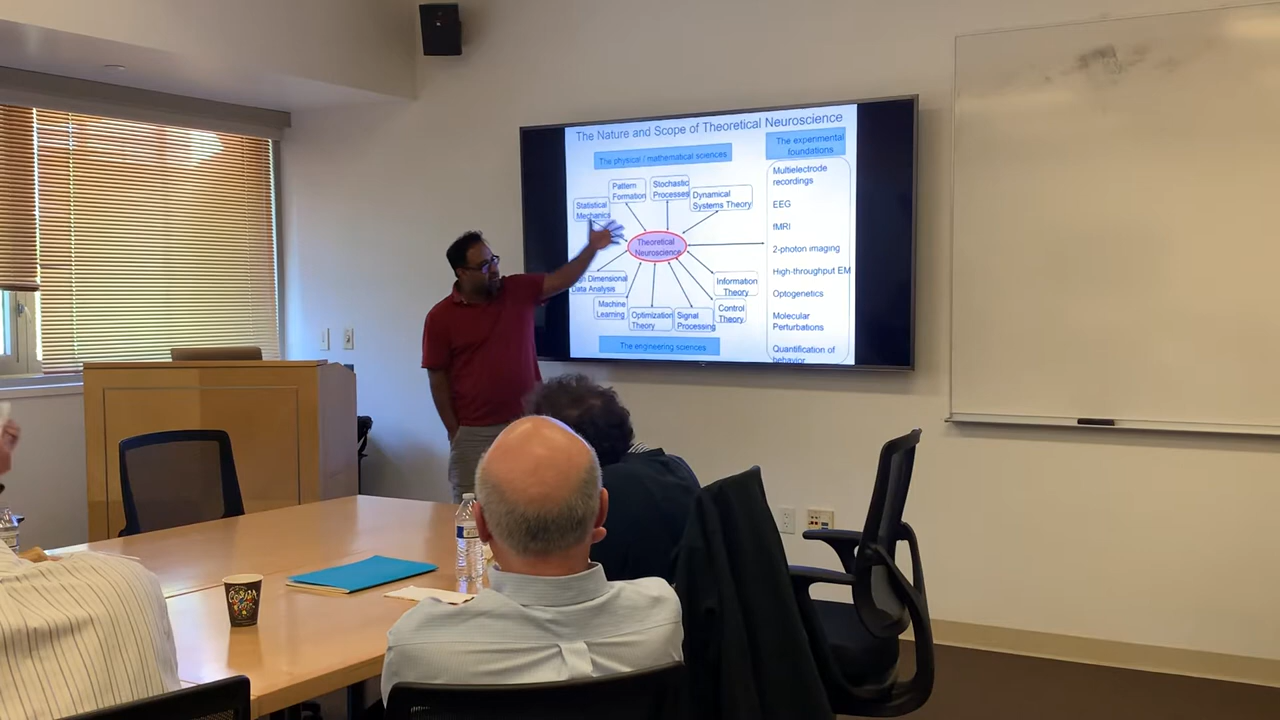 The Nature and Scope of Theoretical Neuroscience
The physical / mathematical sciences
The experimental
foundations
Pattern
Formation
Stochastic
Processes
Dynamical
Systems Theory
Statistical
Mechanics
Theoretical
Neuroscience
Dimensional
Data Analysis
Machine
Learning
Optimization
Theory
Signal
Processing
Control
Theory
Information
Theory
The engineering sciences
Multielectrode
recordings
EEG
fMRI
2-photon imaging
High-throughput EM
Optogenetics
Molecular
Perturbations
Quantification of
behavior